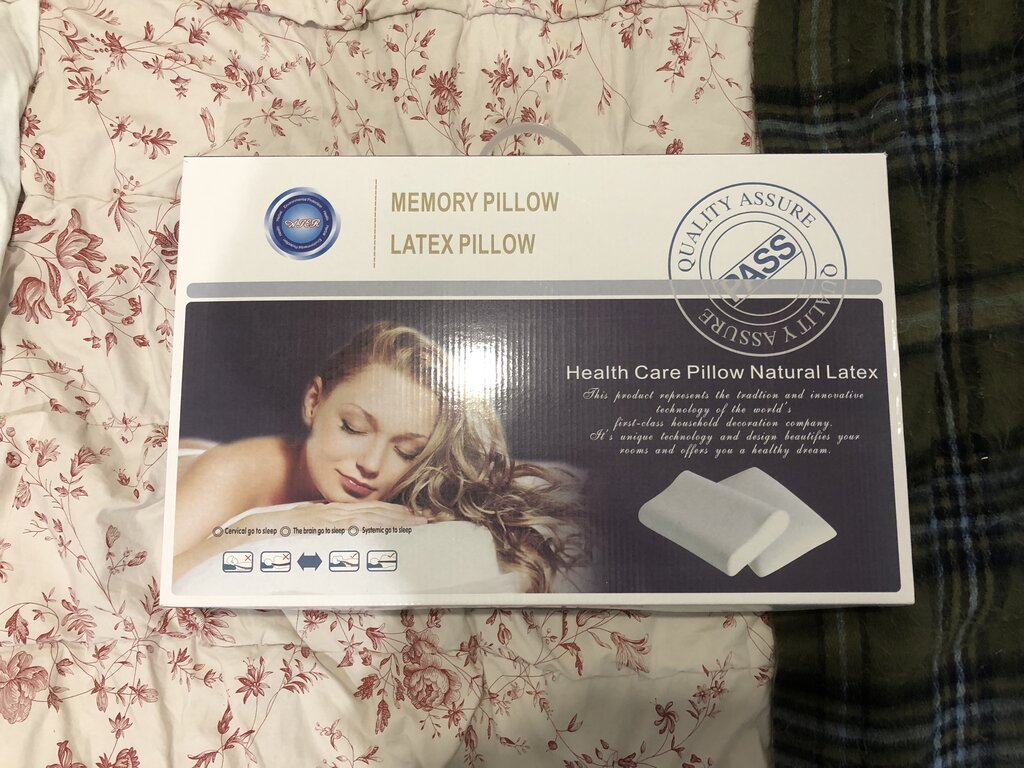 MEMORY PILLOW
LATEX PILLOW
QUALITY ASSURE
PASS
QUALITY ASSURE
Health Care Pillow Natural Latex
This product represents the tradtion and innovative
technology of the world's
first-class household decoration company.
It's unique technology and design beautifies your
rooms and offers you a healthy dream.
Cervical go to sleep The brain go to sleep Systemic go to sleep